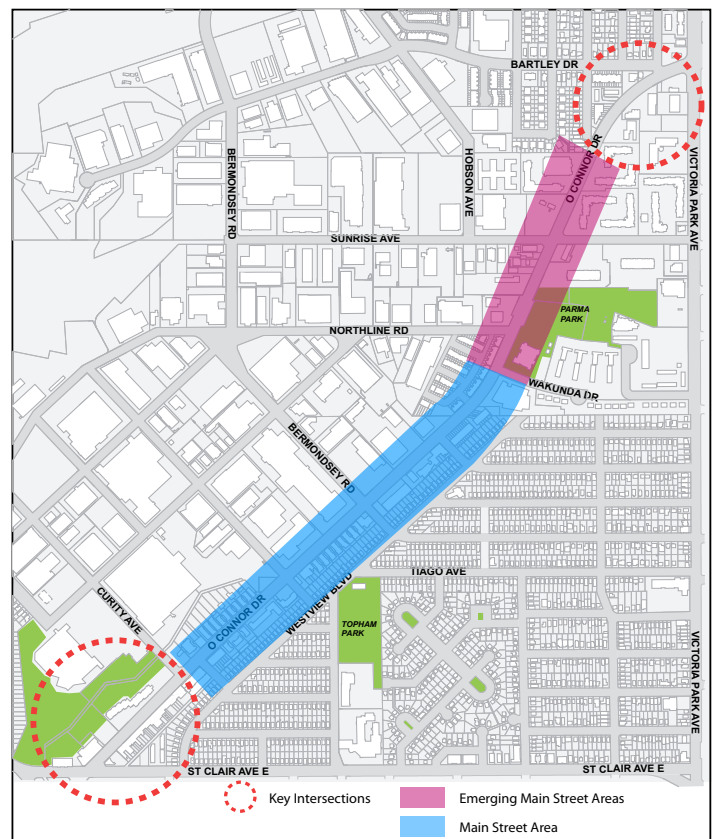 BARTLEY DR
O CONNOR DR
VICTORIA PARK AVE
BERMONDSEY RD
HOBSON AVE
SUNRISE AVE
PARMA
PARK
NORTHLINE RD
WAKUNDA DR
BERMONDSEY RD
TIAGO AVE
WESTVIEW BLVD
CURITY AVE
O CONNOR DR
TOPHAM
PARK
VICTORIA PARK AVE
ST CLAIR AVE E
ST CLAIR AVE E
Key Intersections
Emerging Main Street Areas
Main Street Area